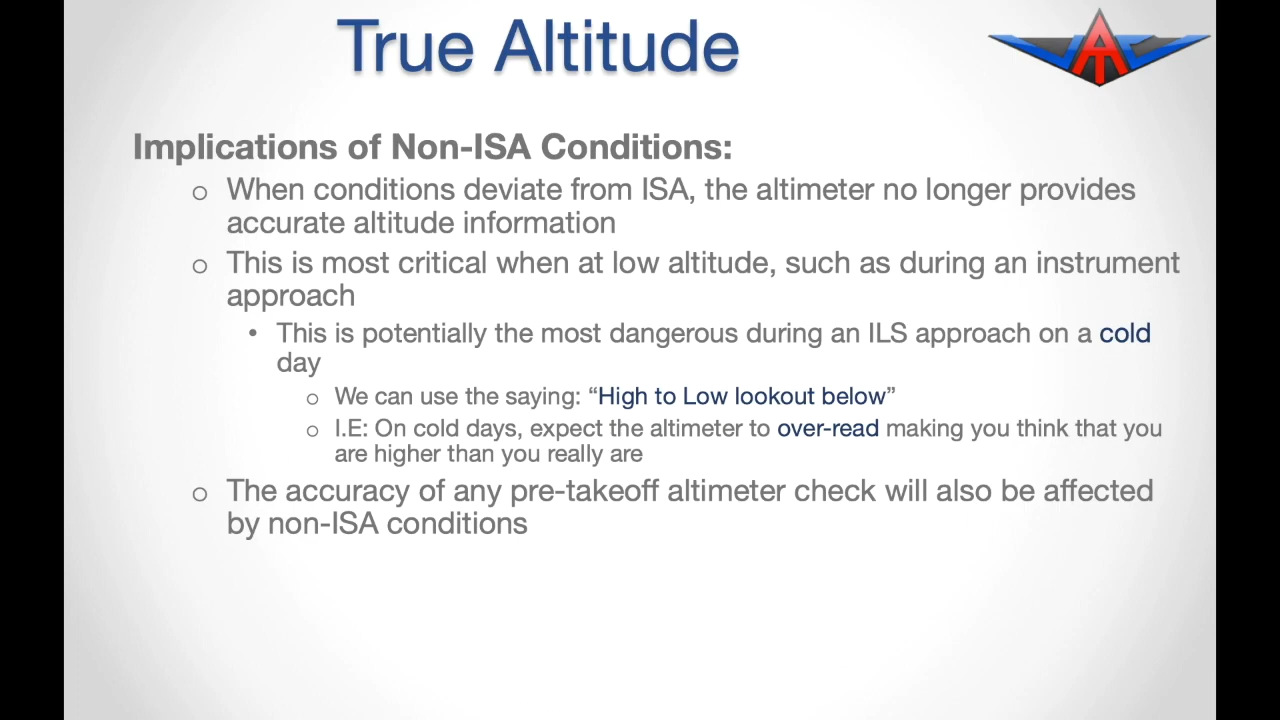 True Altitude
Implications of Non-ISA Conditions:
o When conditions deviate from ISA, the altimeter no longer provides
accurate altitude information
o This is most critical when at low altitude, such as during an instrument
approach
• This is potentially the most dangerous during an ILS approach on a cold
day
o We can use the saying: “High to Low lookout below”
o I.E: On cold days, expect the altimeter to over-read making you think that you
are higher than you really are
o The accuracy of any pre-takeoff altimeter check will also be affected
by non-ISA conditions